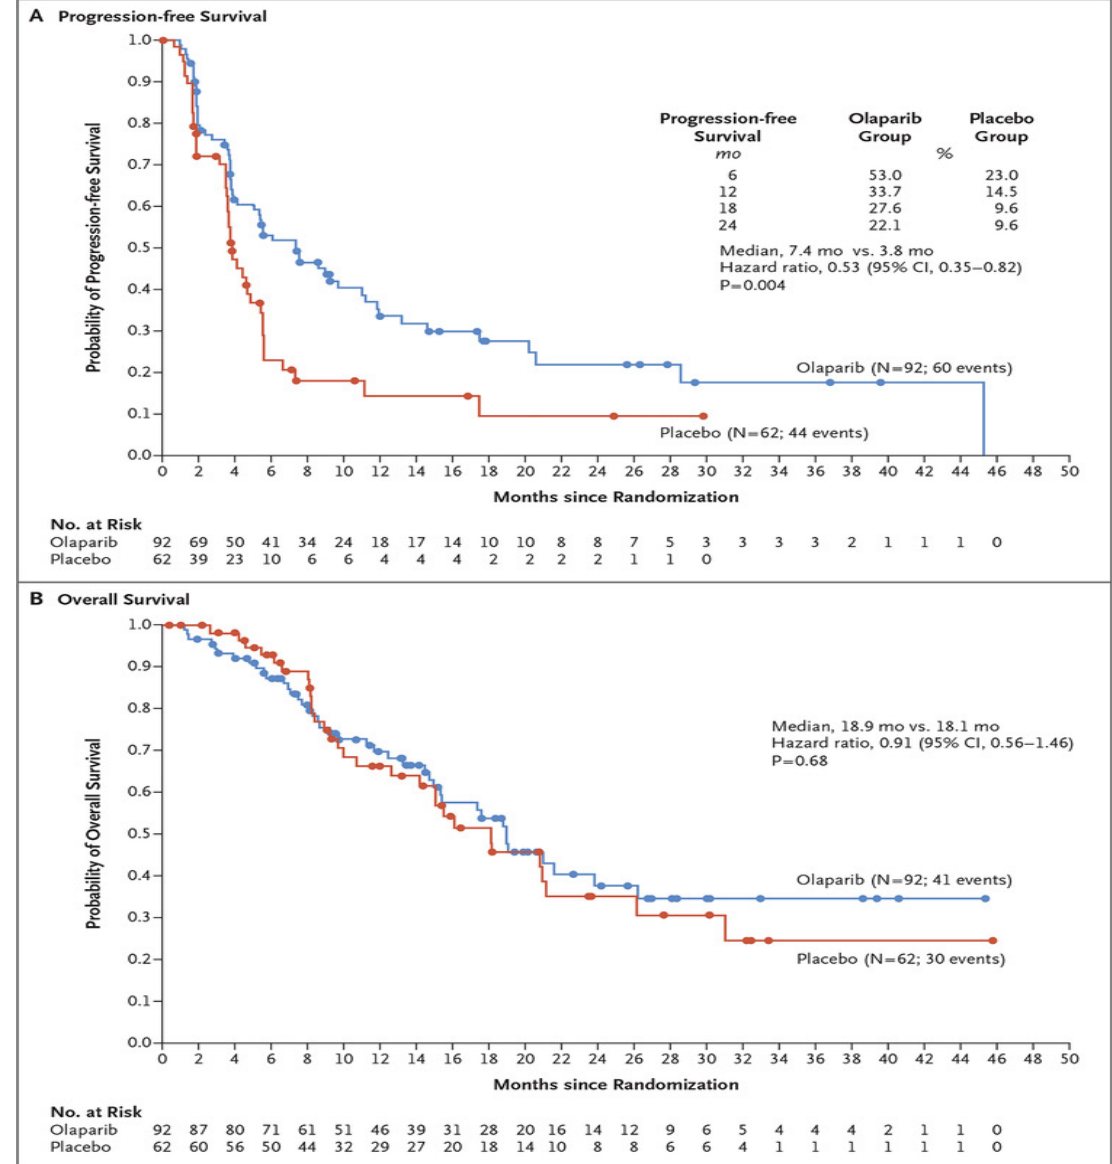 A Progression-free Survival
Probability of Progression-free Survival
1.0
0.9
0.8
0.7
0.6
0.5
0.4
0.3
0.2
0.1
0.0
Progression-free Survival Olaparib Group Placebo Group
mo %
6 53.0 23.0
12 33.7 14.5
18 27.6 9.6
24 22.1 9.6
Median, 7.4 mo vs. 3.8 mo
Hazard ratio, 0.53 (95% CI, 0.35–0.82)
P=0.004
Olaparib (N=92; 60 events)
Placebo (N=62; 44 events)
0 2 4 6 8 10 12 14 16 18 20 22 24 26 28 30 32 34 36 38 40 42 44 46 48 50
Months since Randomization
No. at Risk
Olaparib 92 69 50 41 34 24 18 17 14 10 10 8 8 7 5 3 3 3 3 2 1 1 1 0
Placebo 62 39 23 10 6 6 4 4 4 2 2 2 2 1 1 0
B Overall Survival
Probability of Overall Survival
1.0
0.9
0.8
0.7
0.6
0.5
0.4
0.3
0.2
0.1
0.0
Median, 18.9 mo vs. 18.1 mo
Hazard ratio, 0.91 (95% CI, 0.56–1.46)
P=0.68
Olaparib (N=92; 41 events)
Placebo (N=62; 30 events)
0 2 4 6 8 10 12 14 16 18 20 22 24 26 28 30 32 34 36 38 40 42 44 46 48 50
Months since Randomization
No. at Risk
Olaparib 92 87 80 71 61 51 46 39 31 28 20 16 14 12 9 6 5 4 4 4 2 1 1 0
Placebo 62 60 56 50 44 32 29 27 20 18 14 10 8 8 6 6 4 1 1 1 1 1 1 0